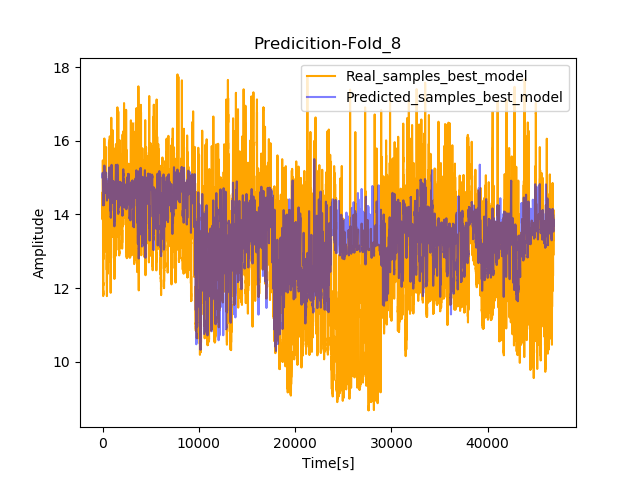 Predicition-Fold_8
Real_samples_best_model
Predicted_samples_best_model
Amplitude
18
16
14
12
10
0
10000
20000
30000
40000
Time[s]